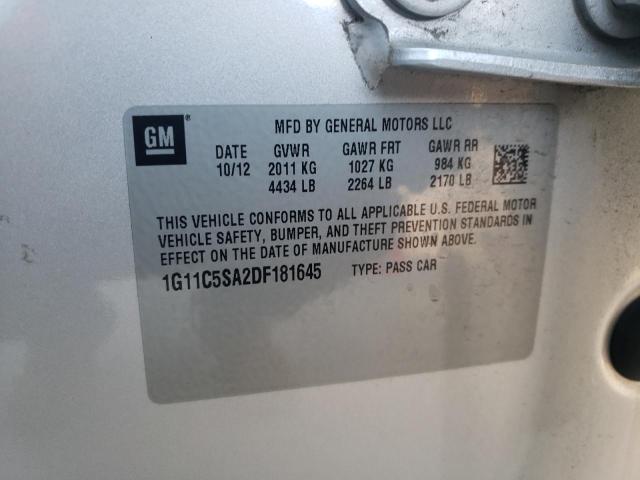 GM
MFD BY GENERAL MOTORS LLC
DATE GVWR GAWR FRT GAWR RR
10/12 2011 KG 1027 KG 984 KG
4434 LB 2264 LB 2170 LB
THIS VEHICLE CONFORMS TO ALL APPLICABLE U.S. FEDERAL MOTOR
VEHICLE SAFETY, BUMPER, AND THEFT PREVENTION STANDARDS IN
EFFECT ON THE DATE OF MANUFACTURE SHOWN ABOVE.
1G11C5SA2DF181645 TYPE: PASS CAR